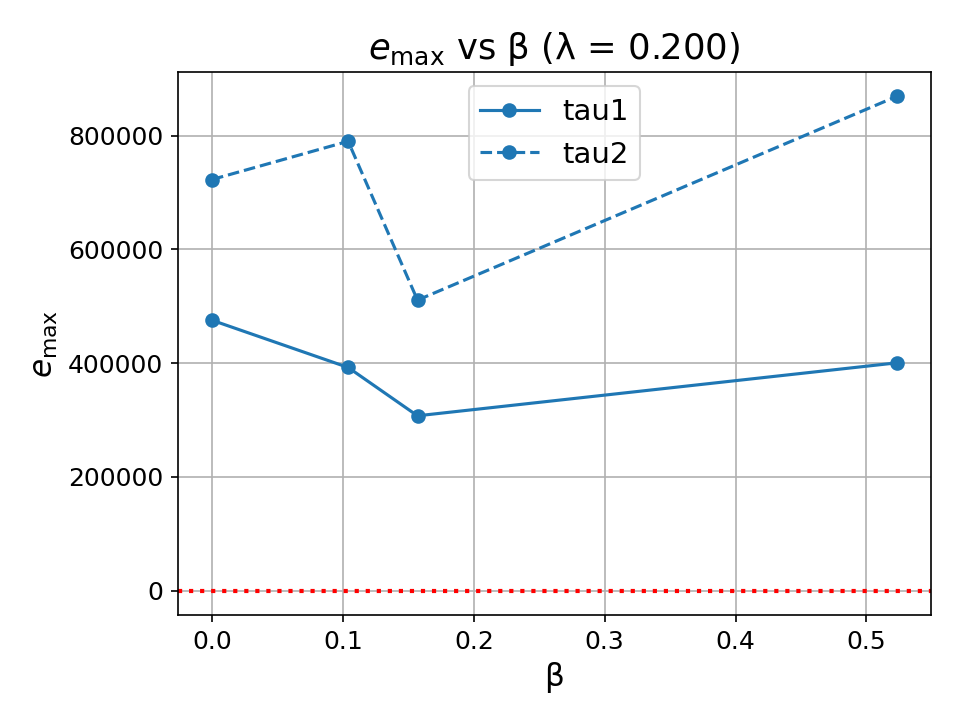 e_max vs β (λ = 0.200)
tau1
tau2
e_max
800000
600000
400000
200000
0
0.0 0.1 0.2 0.3 0.4 0.5
β